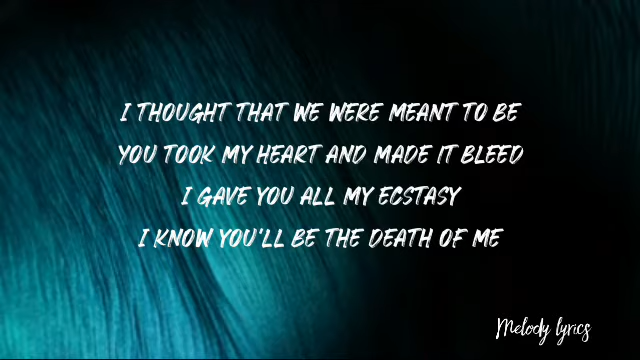 I THOUGHT THAT WE WERE MEANT TO BE
YOU TOOK MY HEART AND MADE IT BLEED
I GAVE YOU ALL MY ECSTASY
I KNOW YOU'LL BE THE DEATH OF ME
Melody lyrics